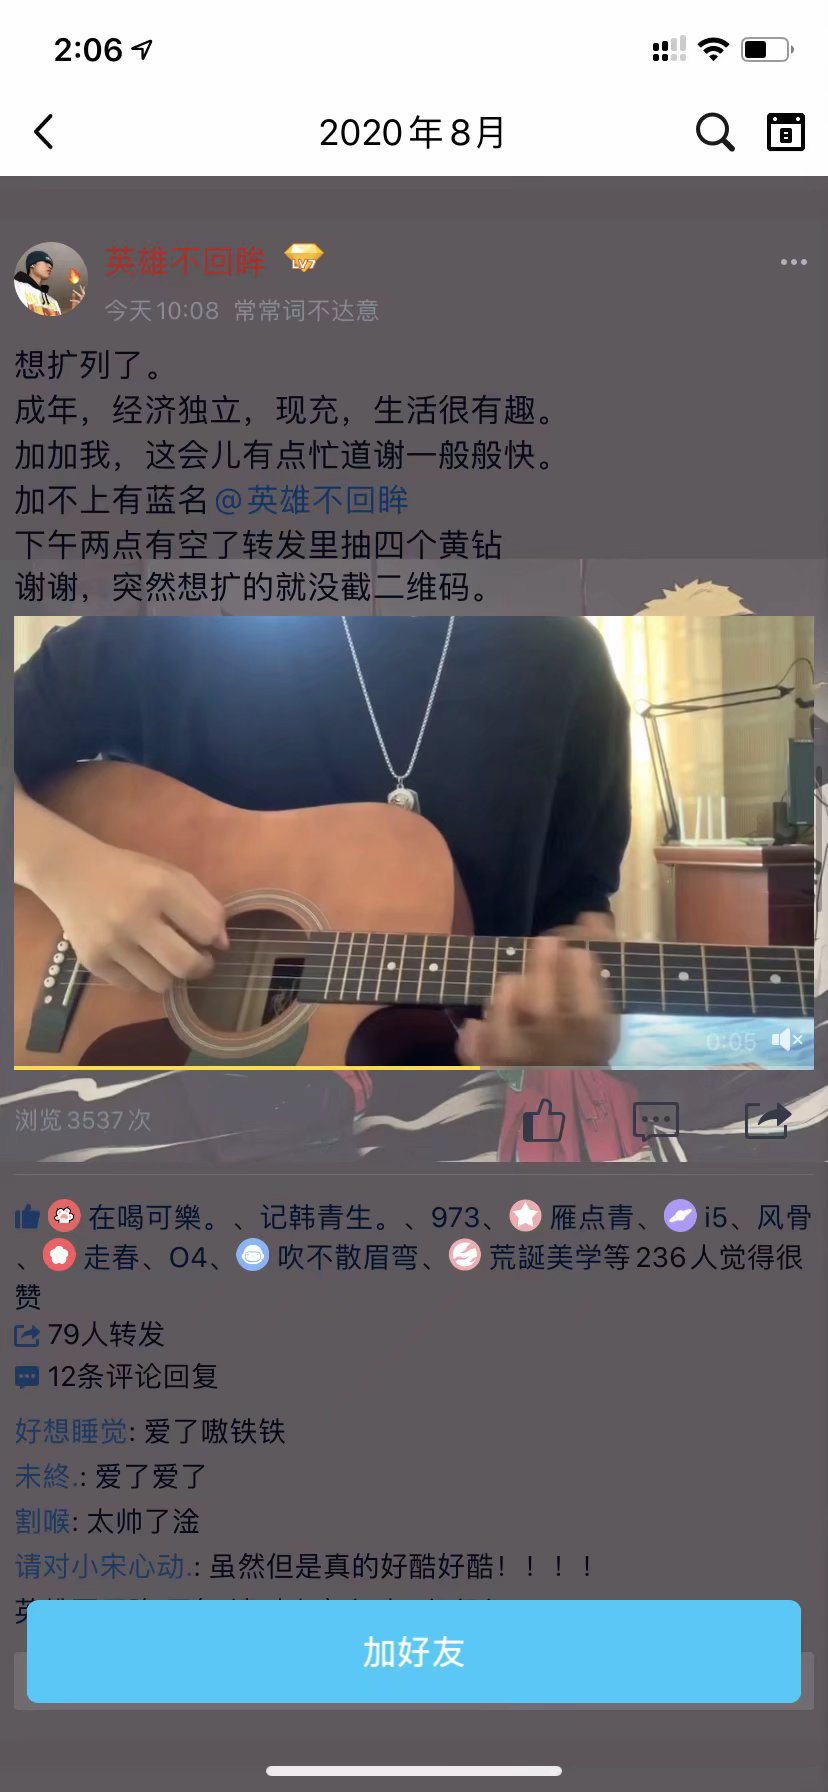 2:06
2020年8月
英雄不回眸 LV7
今天10:08 常常词不达意
想扩列了。
成年，经济独立，现充，生活很有趣。
加加我，这会儿有点忙道谢一般般快。
加不上有蓝名@英雄不回眸
下午两点有空了转发里抽四个黄钻
谢谢，突然想扩的就没截二维码。
0:05
浏览3537次
在喝可樂。、记韩青生。、973、雁点青、i5、风骨
、走春、04、吹不散眉弯、荒誕美学等236人觉得很
赞
79人转发
12条评论回复
好想睡觉: 爱了嗷铁铁
未終.: 爱了爱了
割喉: 太帅了淦
请对小宋心动.: 虽然但是真的好酷好酷！！！！
加好友